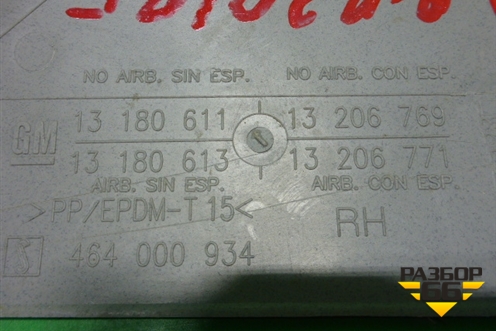 NO AIRB. SIN ESP. NO AIRB. CON ESP.
GM 13 180 611 13 206 769
13 180 613 13 206 771
AIRB. SIN ESP. AIRB. CON ESP.
>PP/EPDM-T 15< RH
464 000 934
РАЗБОР
66